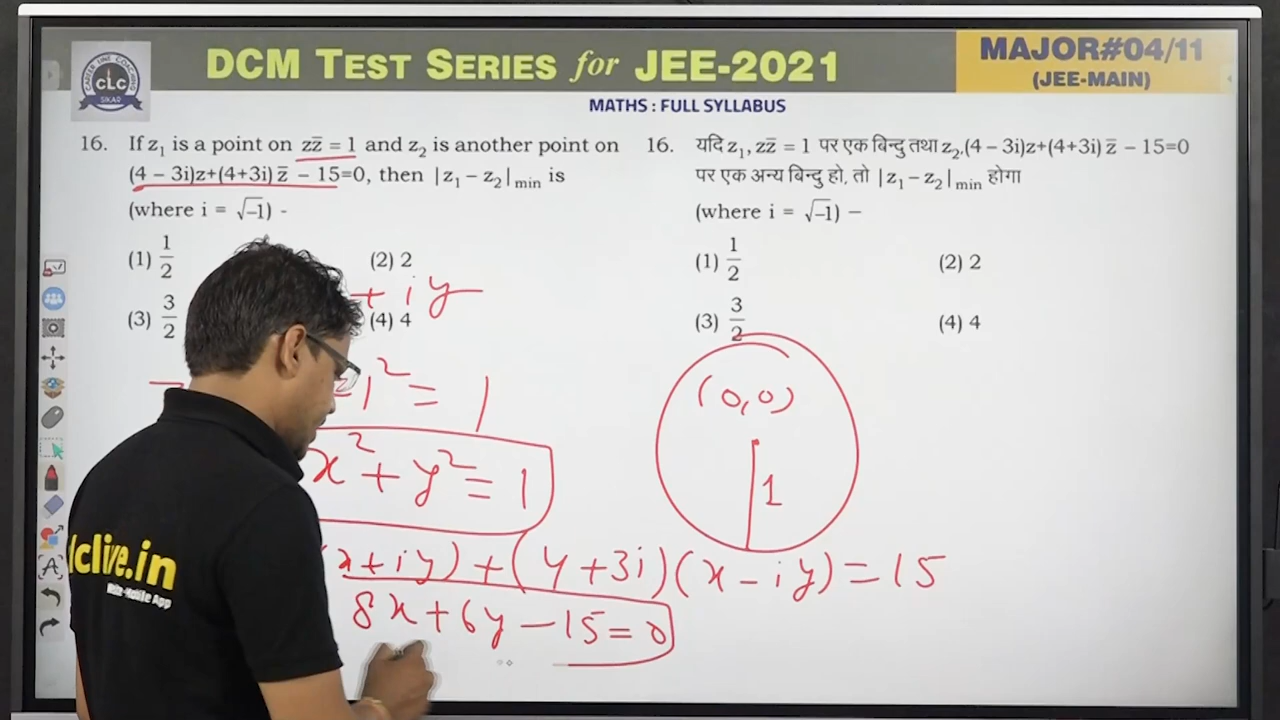 DCM TEST SERIES for JEE-2021
MAJOR#04/11
(JEE-MAIN)
CAREER LINE COACHING
CLC
SIKAR
MATHS : FULL SYLLABUS
16. If z₁ is a point on zz̅ = 1 and z₂ is another point on
(4 – 3i)z+(4+3i) z̅ – 15=0, then |z₁ – z₂|min is
(where i = √–1) -
(1) 1/2
(2) 2
(3) 3/2
(4) 4
16. यदि z₁, zz̅ = 1 पर एक बिन्दु तथा z₂,(4 – 3i)z+(4+3i) z̅ – 15=0
पर एक अन्य बिन्दु हो, तो |z₁ – z₂|min होगा
(where i = √–1) –
(1) 1/2
(2) 2
(3) 3/2
(4) 4
+ iy
|² = 1
x² + y² = 1
(x+iy) + (4+3i)(x-iy) = 15
8x+6y-15=0
(0,0)
1
clive.in